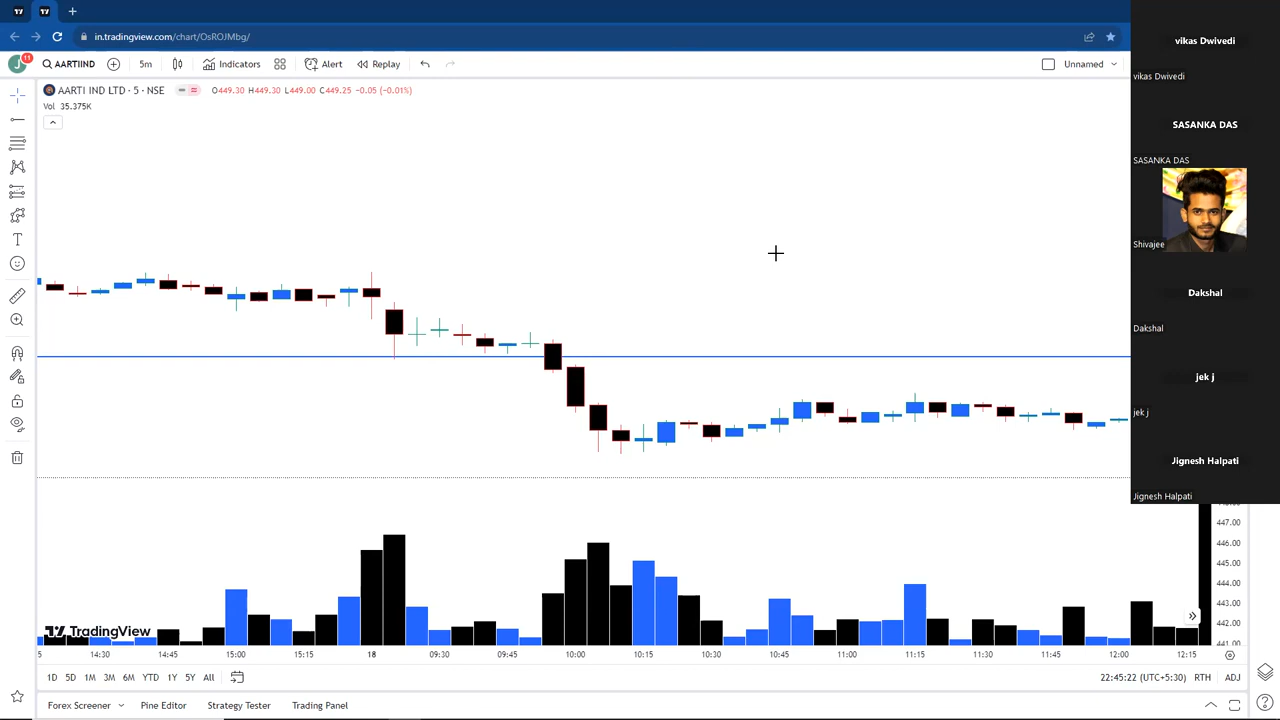 in.tradingview.com/chart/OsROJMbg/
J
11
AARTIIND
5m
Indicators
Alert
Replay
Unnamed
AARTI IND LTD · 5 · NSE
O449.30 H449.30 L449.00 C449.25 −0.05 (−0.01%)
Vol 35.375K
vikas Dwivedi
vikas Dwivedi
SASANKA DAS
SASANKA DAS
Shivajee
Dakshal
Dakshal
jek j
jek j
Jignesh Halpati
Jignesh Halpati
447.00
446.00
445.00
444.00
443.00
442.00
441.00
TradingView
14:30 14:45 15:00 15:15 18 09:30 09:45 10:00 10:15 10:30 10:45 11:00 11:15 11:30 11:45 12:00 12:15
1D 5D 1M 3M 6M YTD 1Y 5Y All
22:45:22 (UTC+5:30) RTH ADJ
Forex Screener Pine Editor Strategy Tester Trading Panel